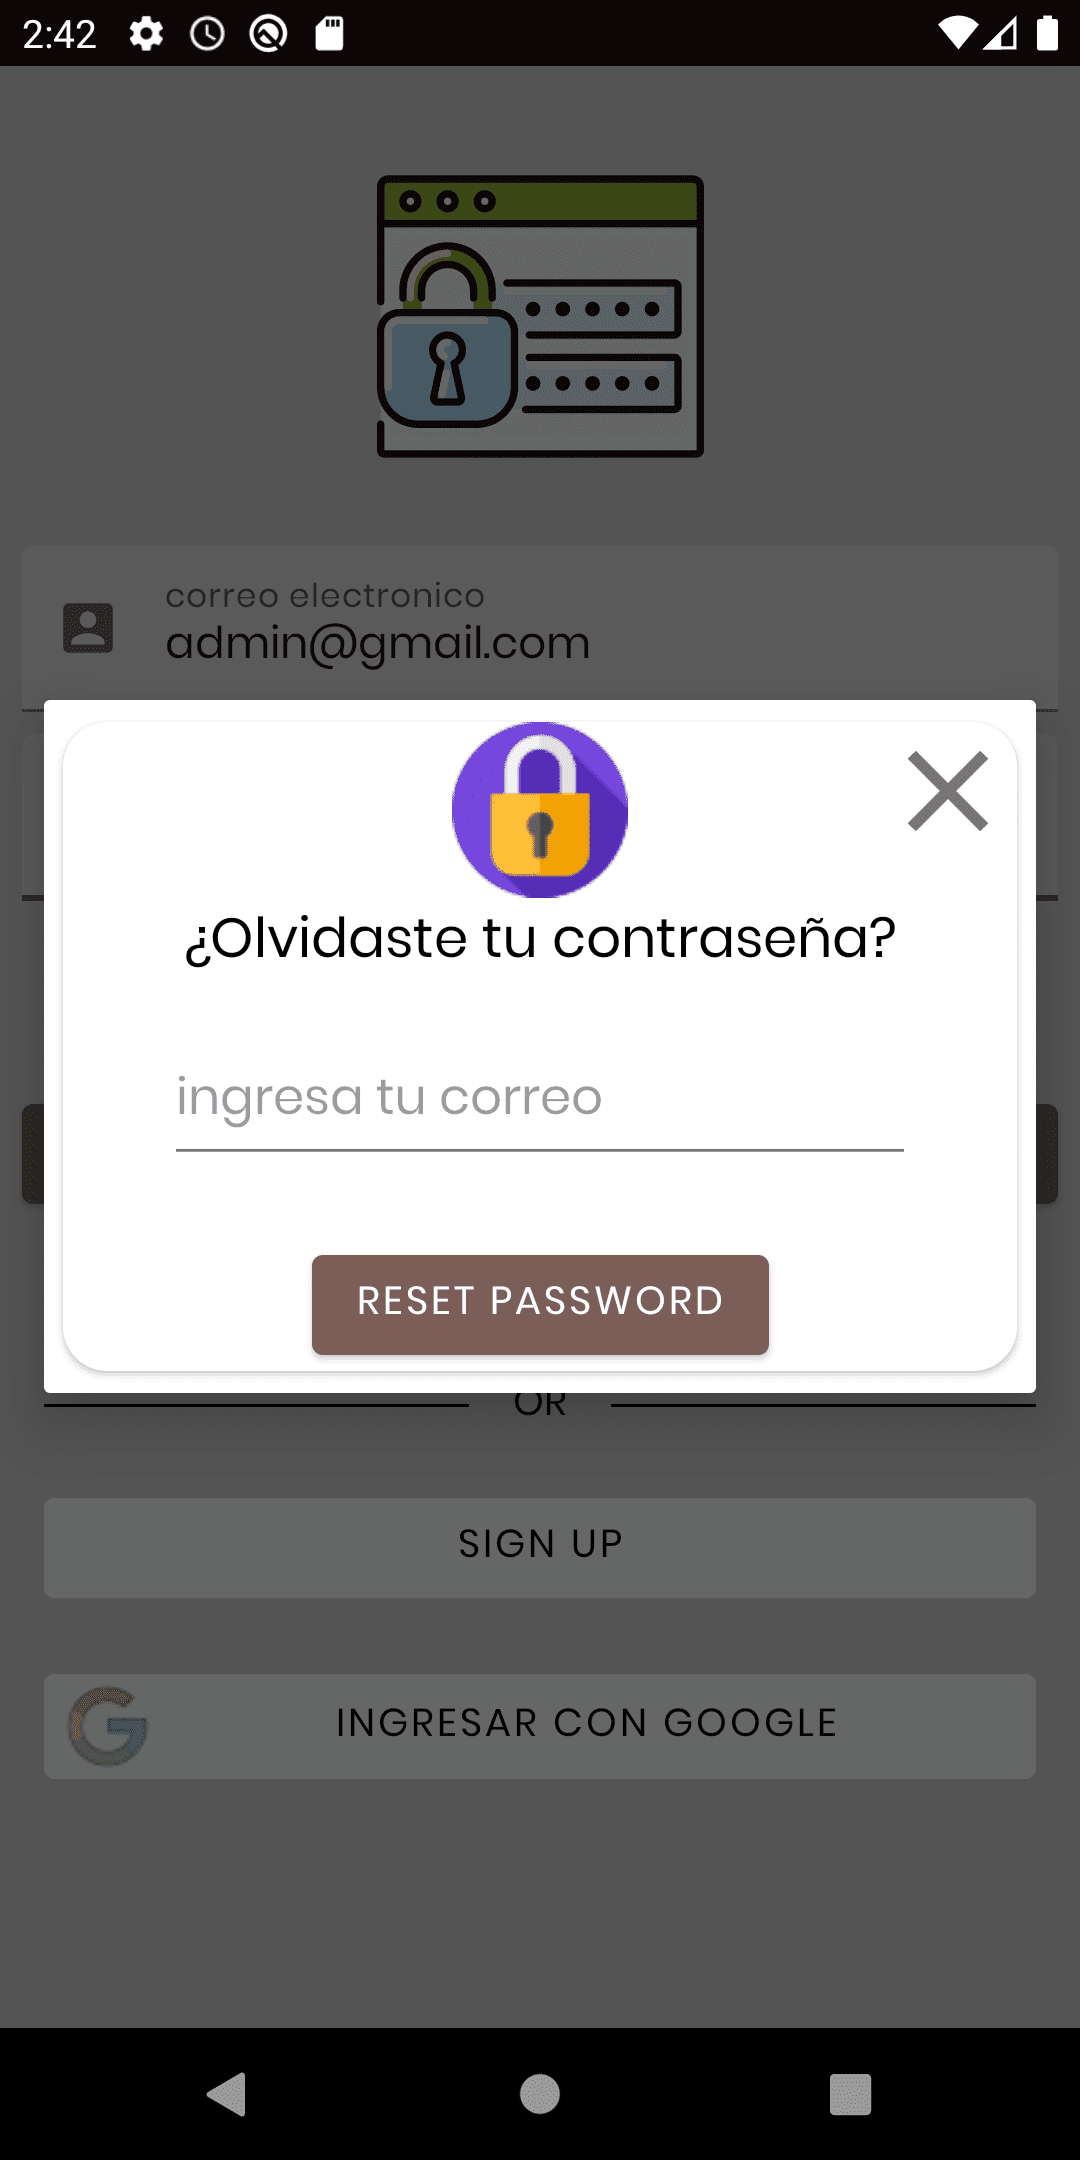 2:42
correo electronico
admin@gmail.com
¿Olvidaste tu contraseña?
ingresa tu correo
RESET PASSWORD
OR
SIGN UP
INGRESAR CON GOOGLE